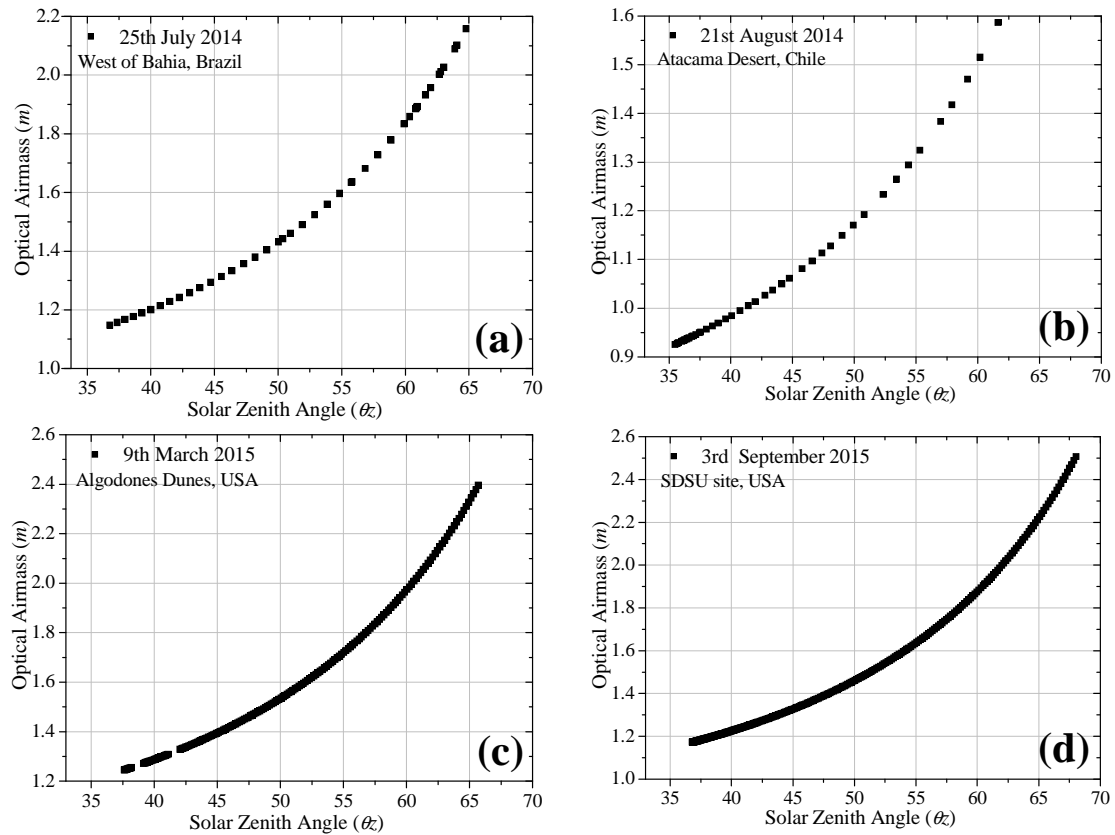 2.2
2.0
1.8
1.6
1.4
1.2
1.0
Optical Airmass (m)
25th July 2014
West of Bahia, Brazil
(a)
35 40 45 50 55 60 65 70
Solar Zenith Angle (θz)
1.6
1.5
1.4
1.3
1.2
1.1
1.0
0.9
Optical Airmass (m)
21st August 2014
Atacama Desert, Chile
(b)
35 40 45 50 55 60 65 70
Solar Zenith Angle (θz)
2.6
2.4
2.2
2.0
1.8
1.6
1.4
1.2
Optical Airmass (m)
9th March 2015
Algodones Dunes, USA
(c)
35 40 45 50 55 60 65 70
Solar Zenith Angle (θz)
2.6
2.4
2.2
2.0
1.8
1.6
1.4
1.2
1.0
Optical Airmass (m)
3rd September 2015
SDSU site, USA
(d)
35 40 45 50 55 60 65 70
Solar Zenith Angle (θz)